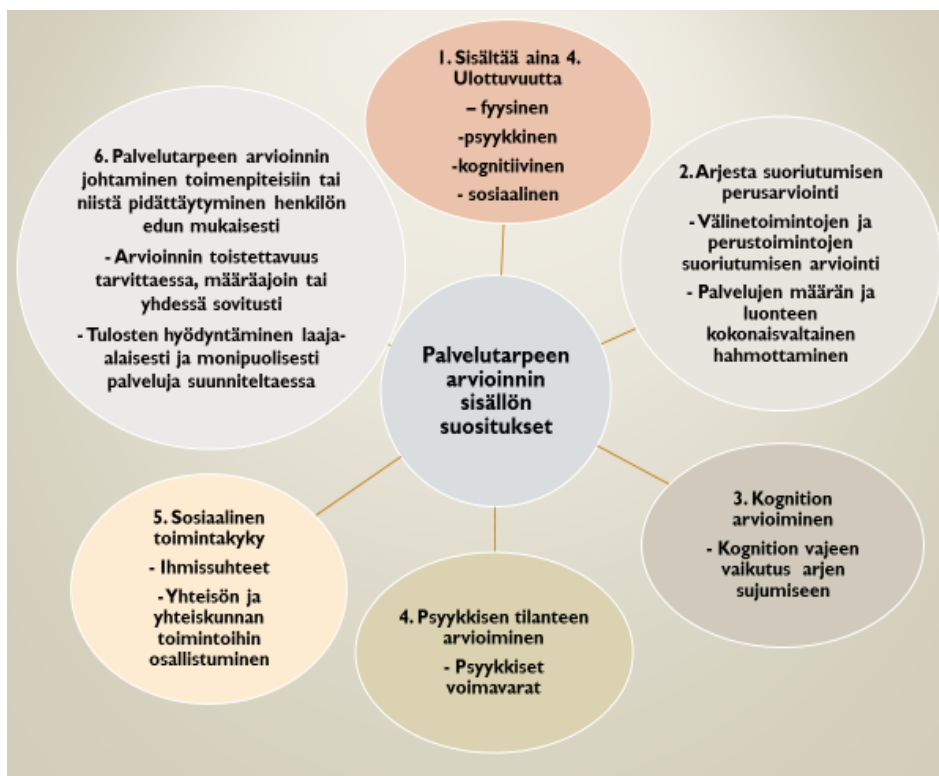 1. Sisältää aina 4.
Ulottuvuutta
– fyysinen
-psyykkinen
-kognitiivinen
- sosiaalinen
2. Arjesta suoriutumisen
perusarviointi
- Välinetoimintojen ja
perustoimintojen
suoriutumisen arviointi
- Palvelujen määrän ja
luonteen
kokonaisvaltainen
hahmottaminen
3. Kognition
arvioiminen
- Kognition vajeen
vaikutus arjen
sujumiseen
4. Psyykkisen tilanteen
arvioiminen
- Psyykkiset
voimavarat
5. Sosiaalinen
toimintakyky
- Ihmissuhteet
-Yhteisön ja
yhteiskunnan
toimintoihin
osallistuminen
6. Palvelutarpeen arvioinnin
johtaminen toimenpiteisiin tai
niistä pidättäytyminen henkilön
edun mukaisesti
- Arvioinnin toistettavuus
tarvittaessa, määräajoin tai
yhdessä sovitusti
- Tulosten hyödyntäminen laaja-
alaisesti ja monipuolisesti
palveluja suunniteltaessa
Palvelutarpeen
arvioinnin
sisällön
suositukset